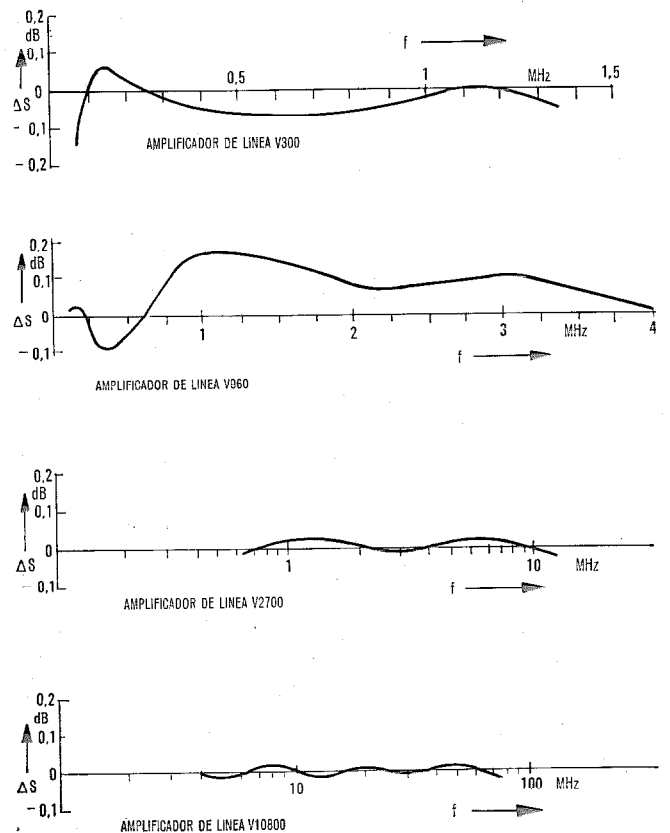 0,2
dB
0,1
f
0,5
1
MHz
1,5
0
ΔS
- 0,1
- 0,2
AMPLIFICADOR DE LINEA V300
0,2
dB
0,1
ΔS
0
1
2
3
MHz
4
- 0,1
f
AMPLIFICADOR DE LINEA V960
0,2
dB
0,1
0
ΔS
1
10
MHz
0,1
f
AMPLIFICADOR DE LINEA V2700
0,2
dB
0,1
0
ΔS
10
100
MHz
- 0,1
f
AMPLIFICADOR DE LINEA V10800